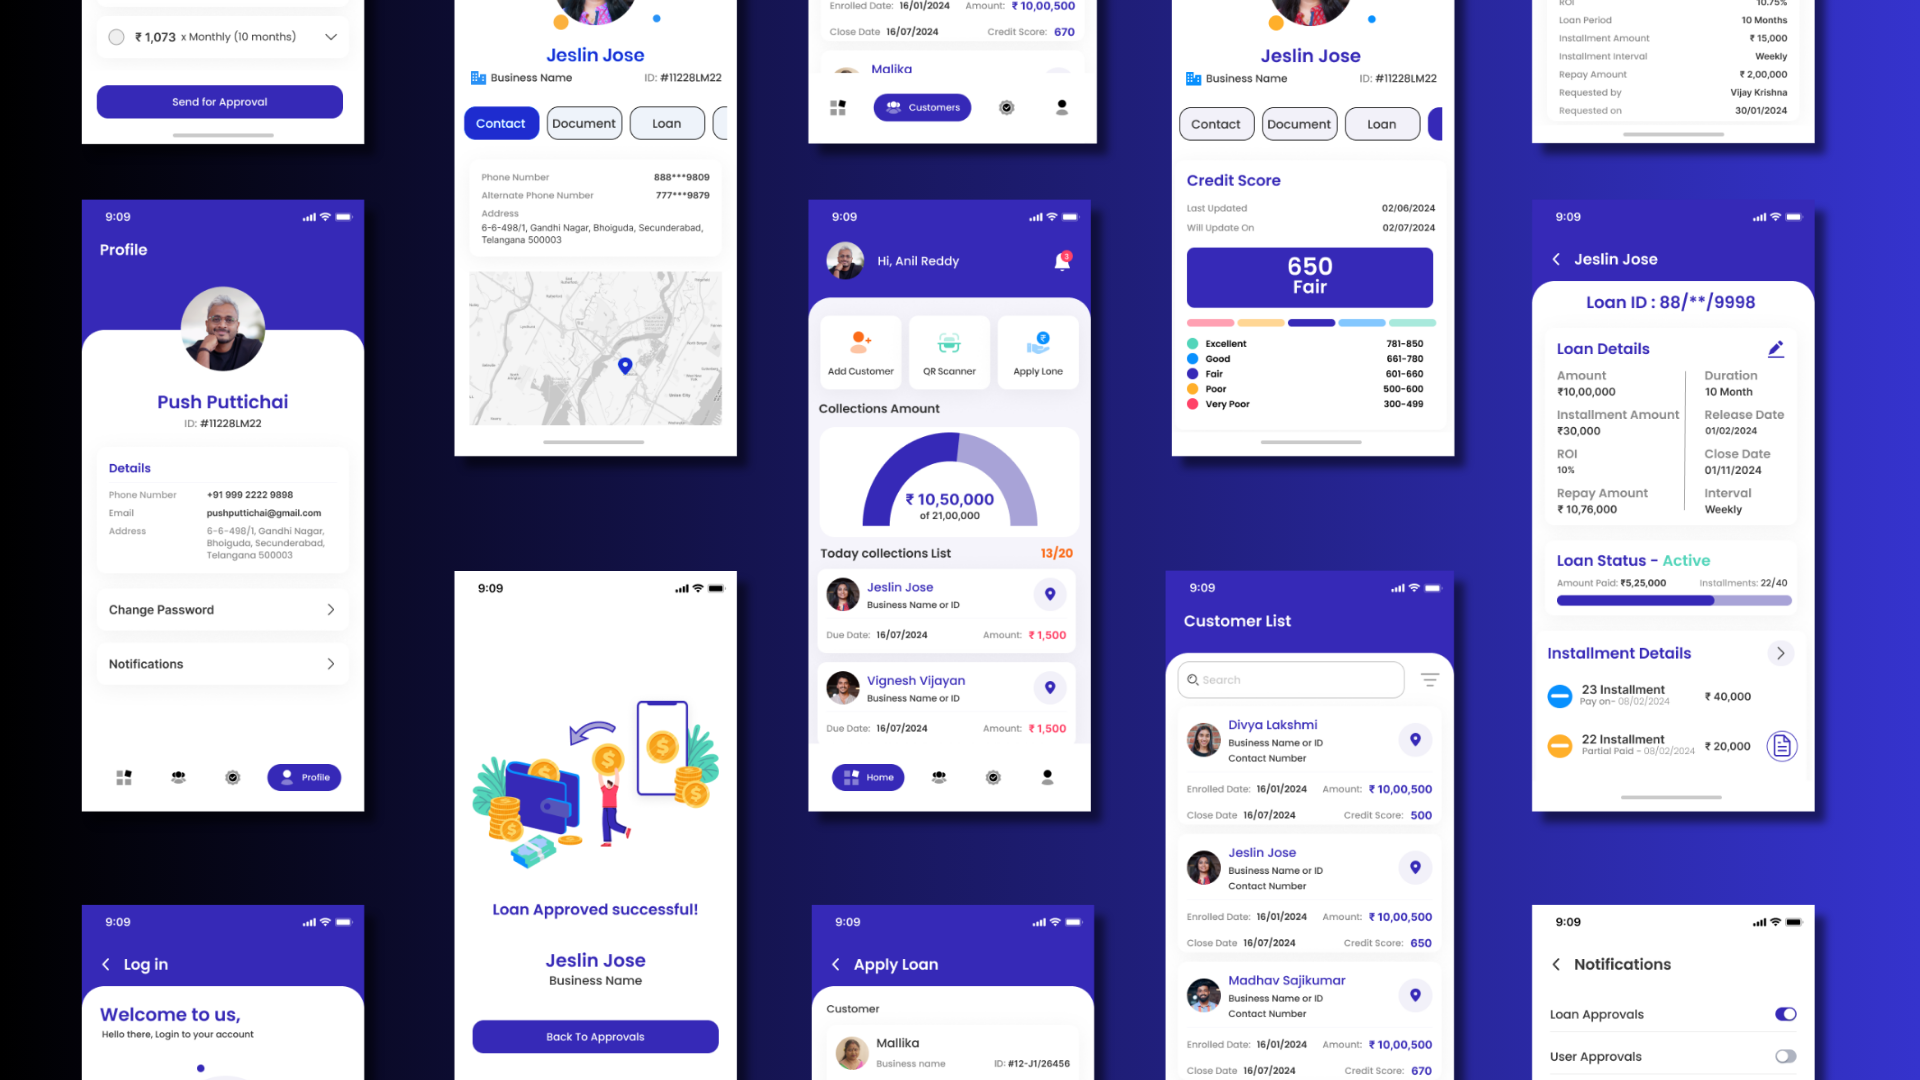 ₹ 1,073 x Monthly (10 months)
Send for Approval
9:09
Profile
Push Puttichai
ID: #11228LM22
Details
Phone Number +91 999 2222 9898
Email pushputtichai@gmail.com
Address 6-6-498/1, Gandhi Nagar,
Bhoiguda, Secunderabad,
Telangana 500003
Change Password
Notifications
Profile
9:09
Log in
Welcome to us,
Hello there, Login to your account
Jeslin Jose
Business Name ID: #11228LM22
Contact Document Loan
Phone Number 888***9809
Alternate Phone Number 777***9879
Address
6-6-498/1, Gandhi Nagar, Bhoiguda, Secunderabad,
Telangana 500003
9:09
Loan Approved successful!
Jeslin Jose
Business Name
Back To Approvals
Enrolled Date: 16/01/2024 Amount: ₹ 10,00,500
Close Date 16/07/2024 Credit Score: 670
Malika
Customers
9:09
Hi, Anil Reddy
3
Add Customer QR Scanner Apply Lone
Collections Amount
₹ 10,50,000
of 21,00,000
Today collections List 13/20
Jeslin Jose
Business Name or ID
Due Date: 16/07/2024 Amount: ₹ 1,500
Vignesh Vijayan
Business Name or ID
Due Date: 16/07/2024 Amount: ₹ 1,500
Home
9:09
Apply Loan
Customer
Mallika
Business name ID: #12-J1/26456
Jeslin Jose
Business Name ID: #11228LM22
Contact Document Loan
Credit Score
Last Updated 02/06/2024
Will Update On 02/07/2024
650
Fair
Excellent 781-850
Good 661-780
Fair 601-660
Poor 500-600
Very Poor 300-499
9:09
Customer List
Search
Divya Lakshmi
Business Name or ID
Contact Number
Enrolled Date: 16/01/2024 Amount: ₹ 10,00,500
Close Date 16/07/2024 Credit Score: 500
Jeslin Jose
Business Name or ID
Contact Number
Enrolled Date: 16/01/2024 Amount: ₹ 10,00,500
Close Date 16/07/2024 Credit Score: 650
Madhav Sajikumar
Business Name or ID
Contact Number
Enrolled Date: 16/01/2024 Amount: ₹ 10,00,500
Close Date 16/07/2024 Credit Score: 670
ROI 10.75%
Loan Period 10 Months
Installment Amount ₹ 15,000
Installment Interval Weekly
Repay Amount ₹ 2,00,000
Requested by Vijay Krishna
Requested on 30/01/2024
9:09
Jeslin Jose
Loan ID : 88/**/9998
Loan Details
Amount Duration
₹10,00,000 10 Month
Installment Amount Release Date
₹30,000 01/02/2024
ROI Close Date
10% 01/11/2024
Repay Amount Interval
₹ 10,76,000 Weekly
Loan Status - Active
Amount Paid: ₹5,25,000 Installments: 22/40
Installment Details
23 Installment ₹ 40,000
Pay on- 08/02/2024
22 Installment ₹ 20,000
Partial Paid - 08/02/2024
9:09
Notifications
Loan Approvals
User Approvals